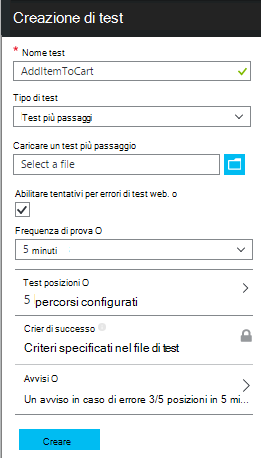 Creazione di test
* Nome test
AddItemToCart
Tipo di test
Test più passaggi
Caricare un test più passaggio
Select a file
Abilitare tentativi per errori di test web. o
Frequenza di prova O
5 minuti
Test posizioni O
5 percorsi configurati
Crier di successo
Criteri specificati nel file di test
Avvisi O
Un avviso in caso di errore 3/5 posizioni in 5 mi...
Creare